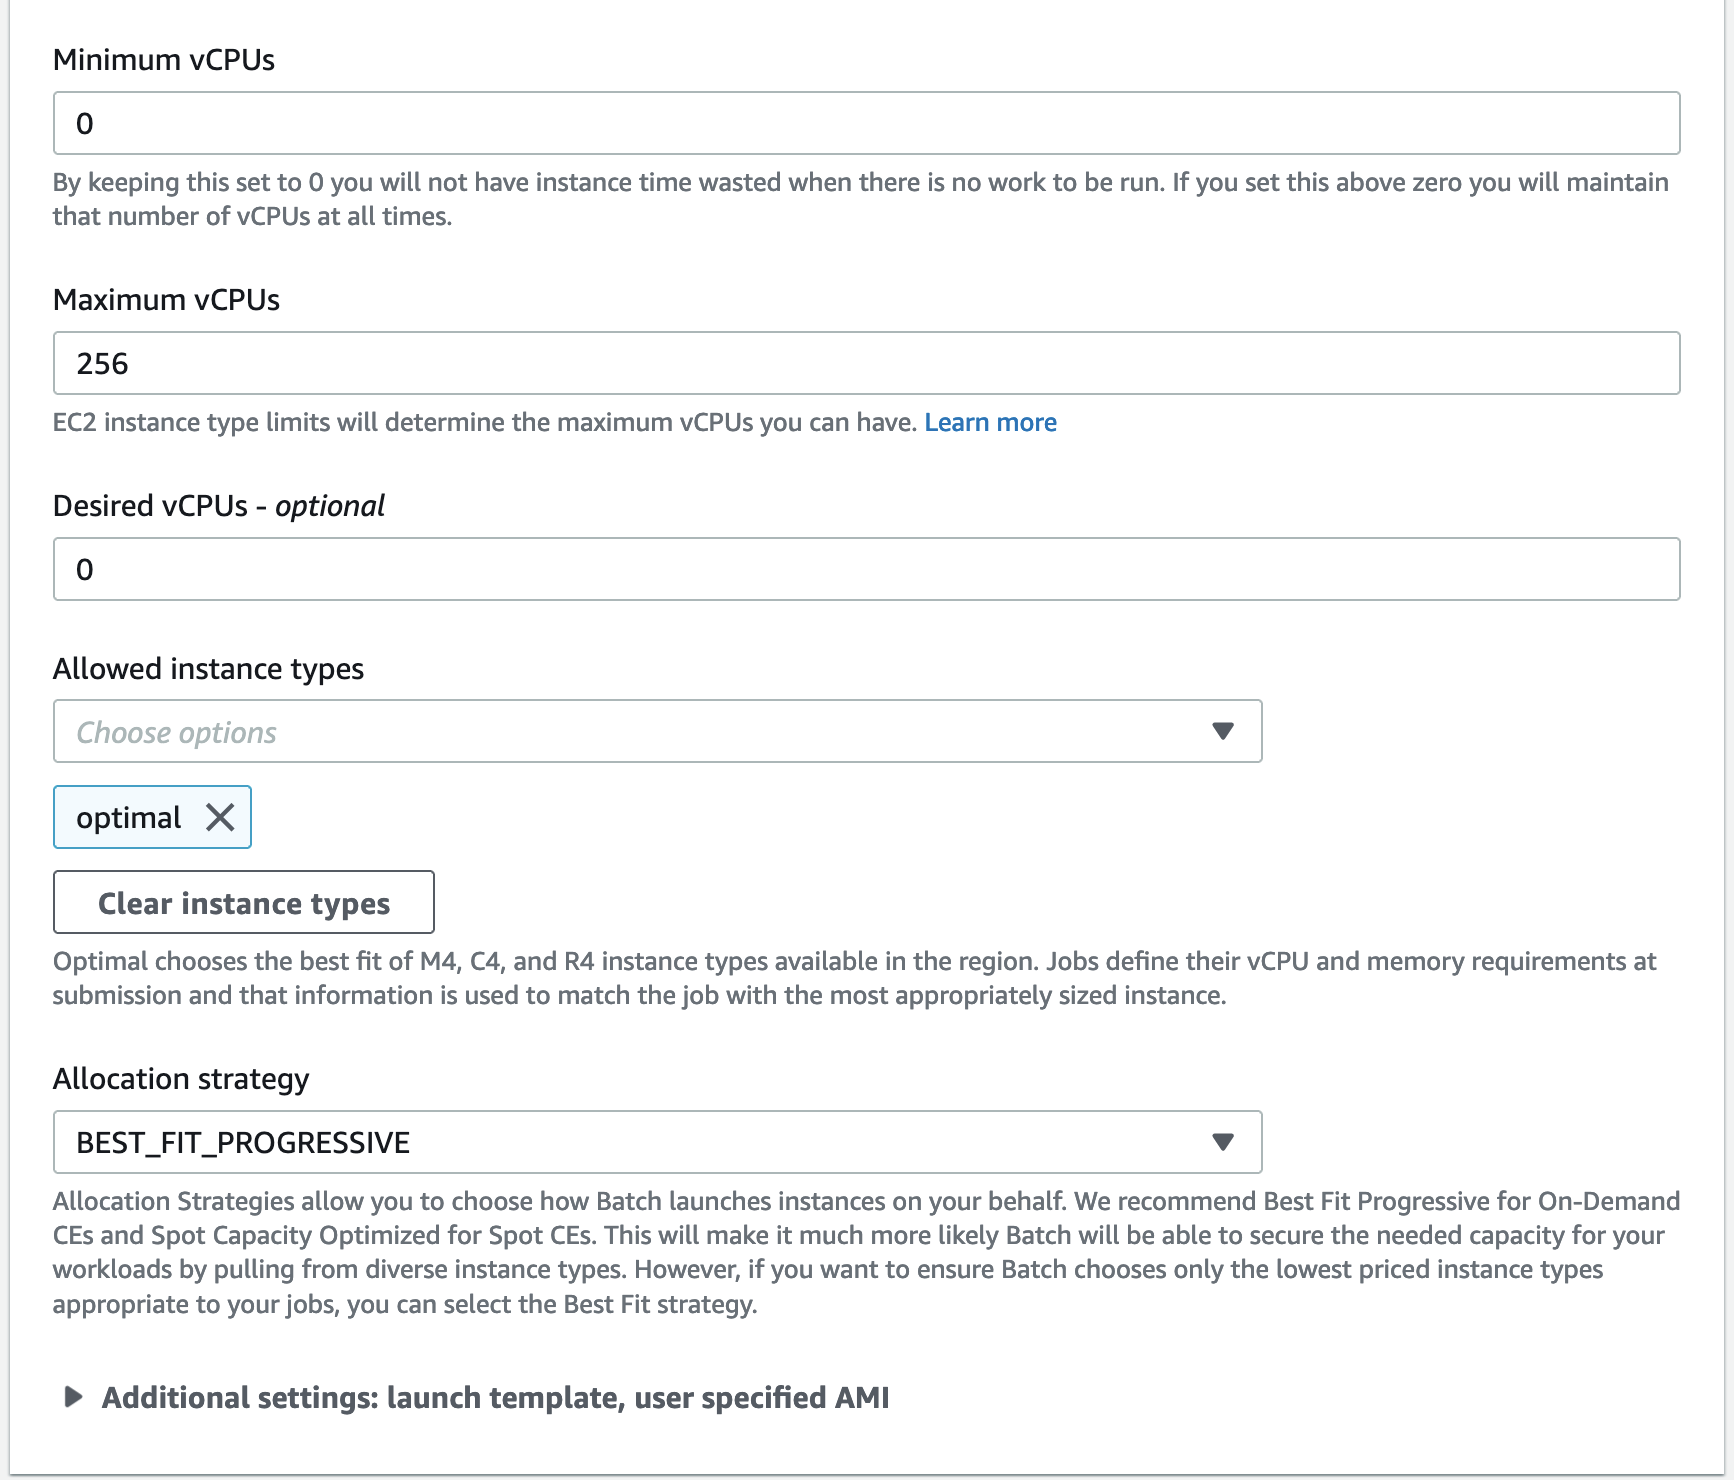 Minimum vCPUs
0
By keeping this set to 0 you will not have instance time wasted when there is no work to be run. If you set this above zero you will maintain
that number of vCPUs at all times.
Maximum vCPUs
256
EC2 instance type limits will determine the maximum vCPUs you can have. Learn more
Desired vCPUs - optional
0
Allowed instance types
Choose options
optimal
Clear instance types
Optimal chooses the best fit of M4, C4, and R4 instance types available in the region. Jobs define their vCPU and memory requirements at
submission and that information is used to match the job with the most appropriately sized instance.
Allocation strategy
BEST_FIT_PROGRESSIVE
Allocation Strategies allow you to choose how Batch launches instances on your behalf. We recommend Best Fit Progressive for On-Demand
CEs and Spot Capacity Optimized for Spot CEs. This will make it much more likely Batch will be able to secure the needed capacity for your
workloads by pulling from diverse instance types. However, if you want to ensure Batch chooses only the lowest priced instance types
appropriate to your jobs, you can select the Best Fit strategy.
Additional settings: launch template, user specified AMI